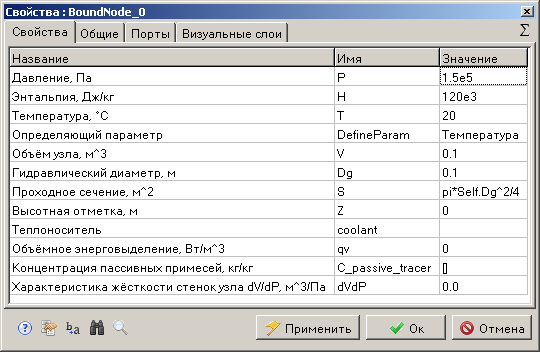 Свойства : BoundNode_0
Свойства Общие Порты Визуальные слои Σ
Название Имя Значение
Давление, Па P 1.5e5
Энтальпия, Дж/кг H 120e3
Температура, °C T 20
Определяющий параметр DefineParam Температура
Объём узла, м^3 V 0.1
Гидравлический диаметр, м Dg 0.1
Проходное сечение, м^2 S pi*Self.Dg^2/4
Высотная отметка, м Z 0
Теплоноситель coolant
Объёмное энерговыделение, Вт/м^3 qv 0
Концентрация пассивных примесей, кг/кг C_passive_tracer []
Характеристика жёсткости стенок узла dV/dP, м^3/Па dVdP 0.0
Применить Ок Отмена